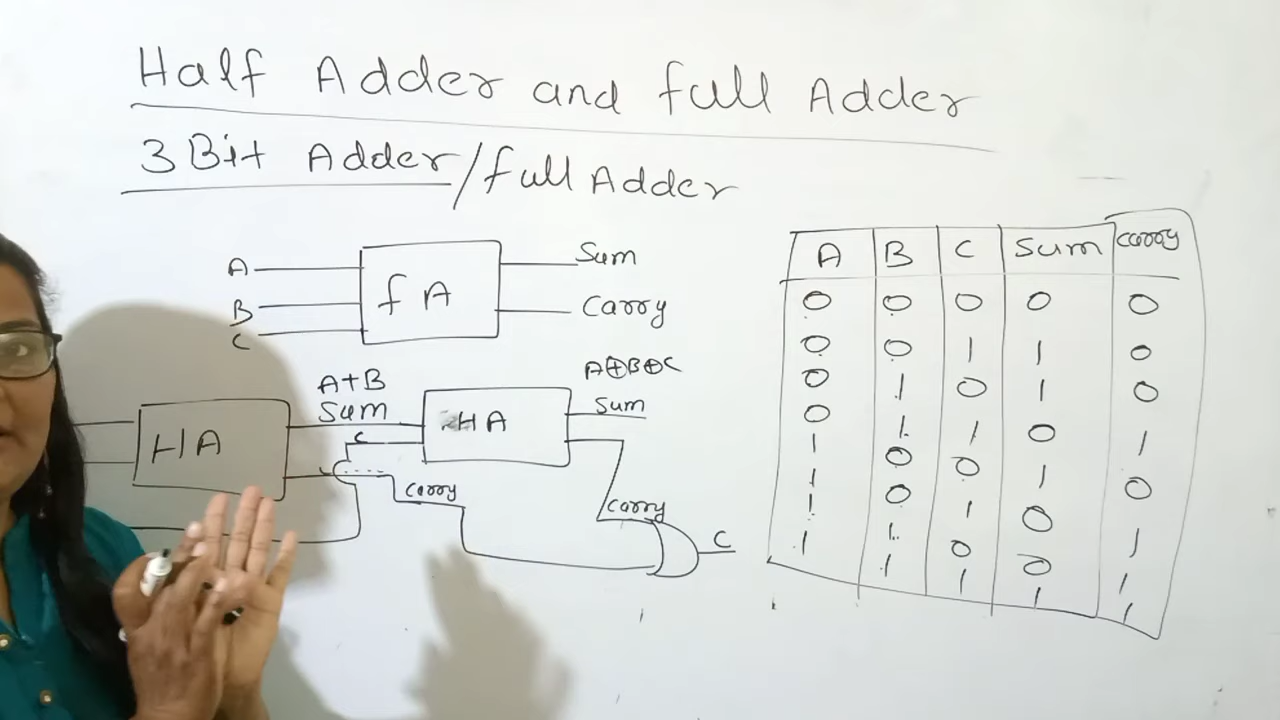 Half Adder and full Adder
3 Bit Adder/full Adder
A
B
C
f A
Sum
Carry
H A
A+B
Sum
C
Carry
H A
A⊕B⊕C
Sum
Carry
C
A B C Sum Carry
0 0 0 0 0
0 0 1 1 0
0 1 0 1 0
0 1 1 0 1
1 0 0 1 0
1 0 1 0 1
1 1 0 0 1
1 1 1 1 1